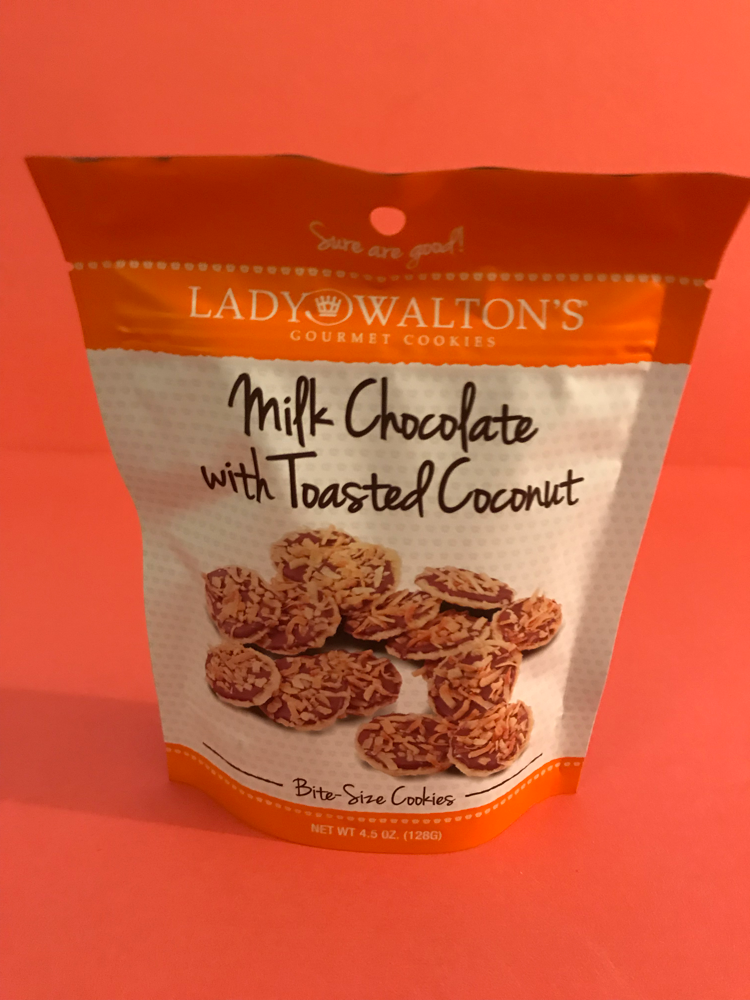 Sure are good!
LADY WALTON'S
GOURMET COOKIES
Milk Chocolate
with Toasted Coconut
Bite-Size Cookies
NET WT 4.5 OZ. (128G)